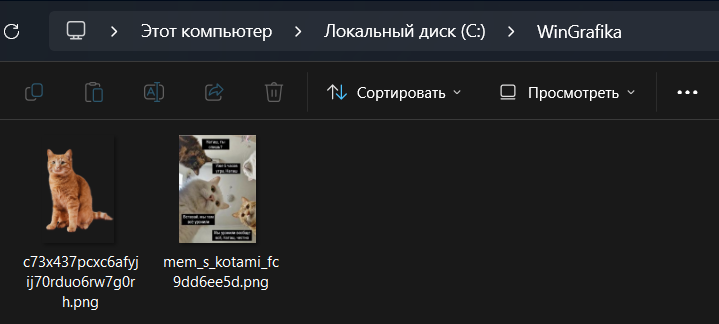 Этот компьютер > Локальный диск (C:) > WinGrafika
Сортировать Просмотреть •••
c73x437pcxc6afyj
ij70rduo6rw7g0r
h.png
mem_s_kotami_fc
9dd6ee5d.png